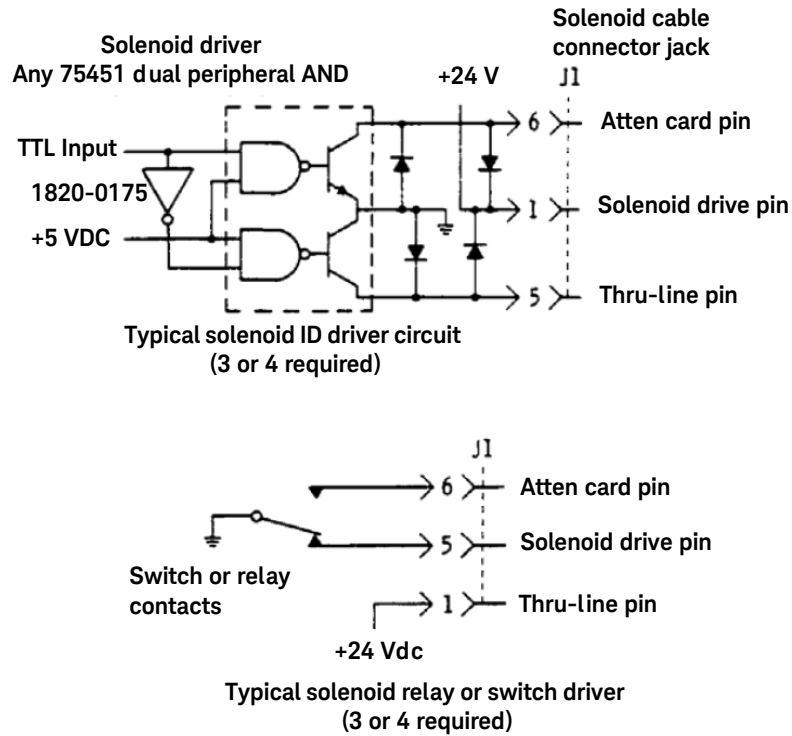 Solenoid cable
connector jack
Solenoid driver
Any 75451 dual peripheral AND
+24 V
J1
6
Atten card pin
TTL Input
1820-0175
1
Solenoid drive pin
+5 VDC
5
Thru-line pin
Typical solenoid ID driver circuit
(3 or 4 required)
J1
6
Atten card pin
5
Solenoid drive pin
Switch or relay
contacts
1
Thru-line pin
+24 Vdc
Typical solenoid relay or switch driver
(3 or 4 required)